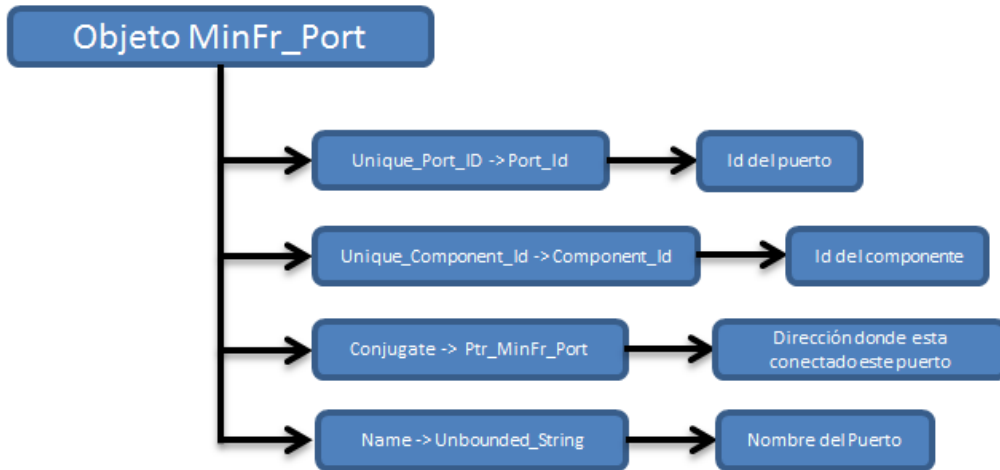 Objeto MinFr_Port
Unique_Port_ID -> Port_Id
Id del puerto
Unique_Component_Id -> Component_Id
Id del componente
Conjugate -> Ptr_MinFr_Port
Dirección donde esta
conectado este puerto
Name -> Unbounded_String
Nombre del Puerto